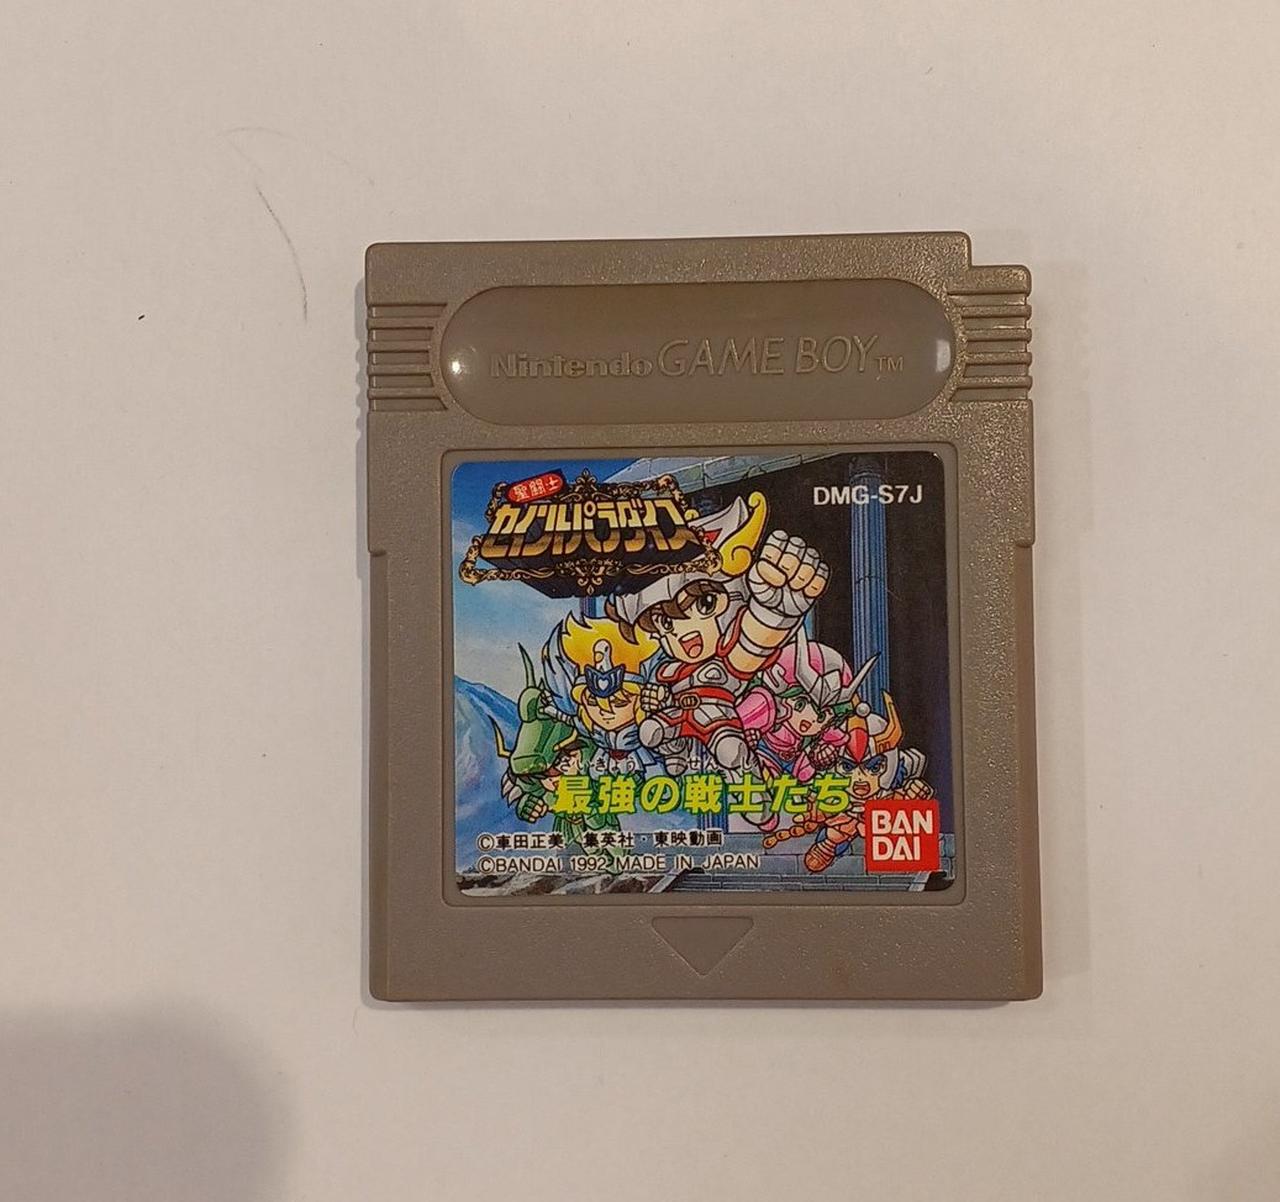 Nintendo GAME BOY™
聖闘士
セイントパラダイス
DMG-S7J
さいきょう せんし
最強の戦士たち
©車田正美/集英社・東映動画
©BANDAI 1992 MADE IN JAPAN
BAN
DAI